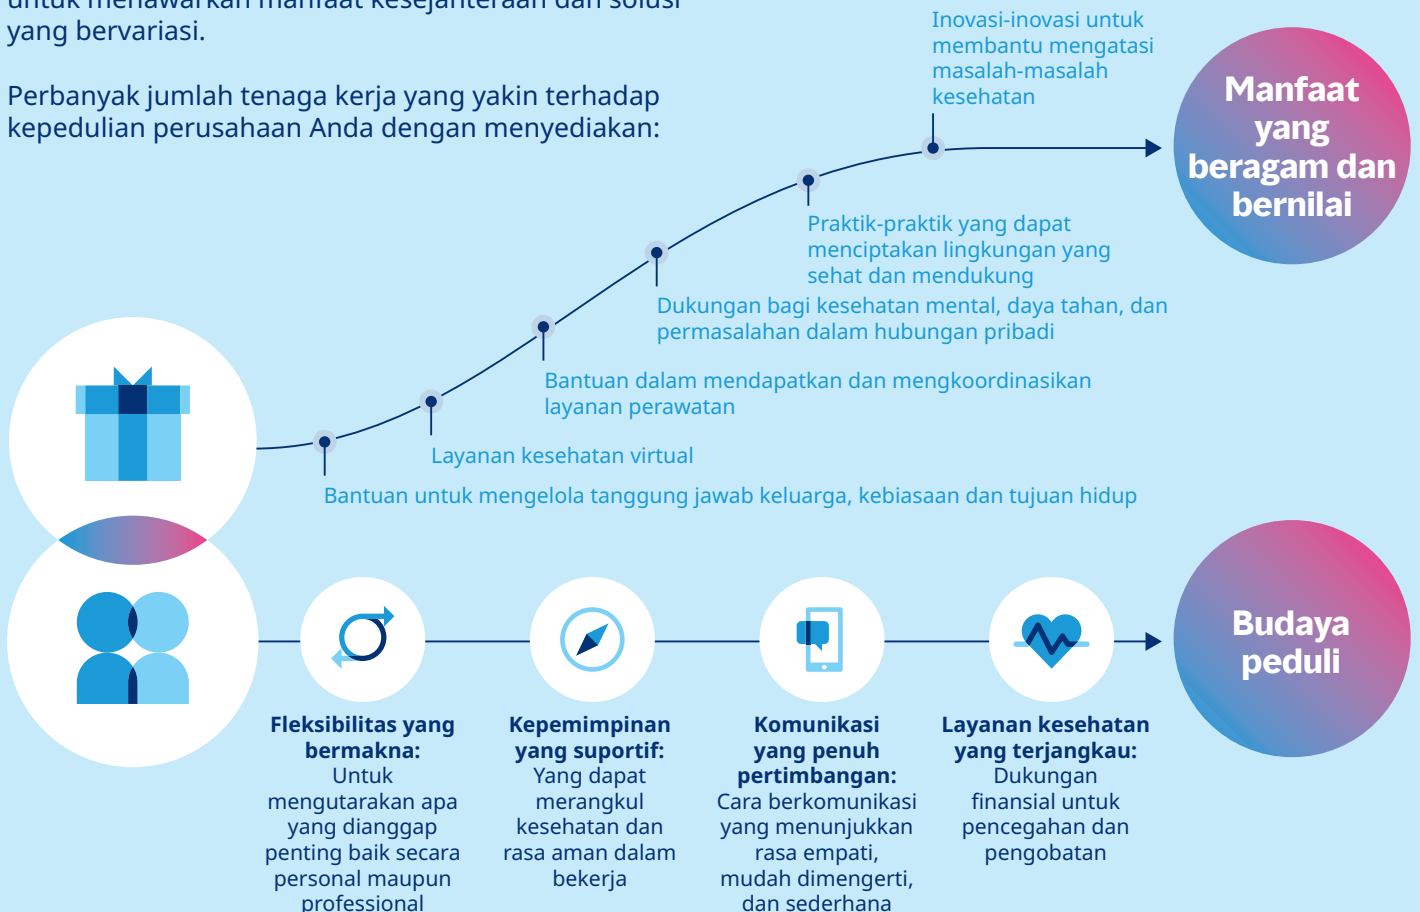 untuk menawarkan manfaat kesejahteraan dan solusi
yang bervariasi.
Perbanyak jumlah tenaga kerja yang yakin terhadap
kepedulian perusahaan Anda dengan menyediakan:
Inovasi-inovasi untuk
membantu mengatasi
masalah-masalah
kesehatan
Manfaat
yang
beragam dan
bernilai
Praktik-praktik yang dapat
menciptakan lingkungan yang
sehat dan mendukung
Dukungan bagi kesehatan mental, daya tahan, dan
permasalahan dalam hubungan pribadi
Bantuan dalam mendapatkan dan mengkoordinasikan
layanan perawatan
Layanan kesehatan virtual
Bantuan untuk mengelola tanggung jawab keluarga, kebiasaan dan tujuan hidup
Budaya
peduli
Fleksibilitas yang
bermakna:
Untuk
mengutarakan apa
yang dianggap
penting baik secara
personal maupun
professional
Kepemimpinan
yang suportif:
Yang dapat
merangkul
kesehatan dan
rasa aman dalam
bekerja
Komunikasi
yang penuh
pertimbangan:
Cara berkomunikasi
yang menunjukkan
rasa empati,
mudah dimengerti,
dan sederhana
Layanan kesehatan
yang terjangkau:
Dukungan
finansial untuk
pencegahan dan
pengobatan